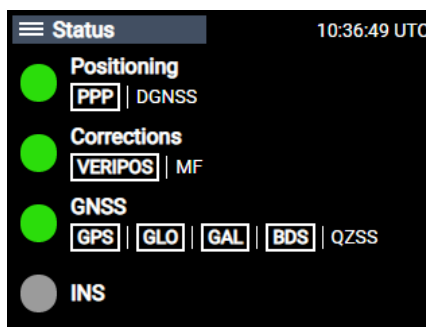 Status 10:36:49 UTC
Positioning
PPP | DGNSS
Corrections
VERIPOS | MF
GNSS
GPS | GLO | GAL | BDS | QZSS
INS